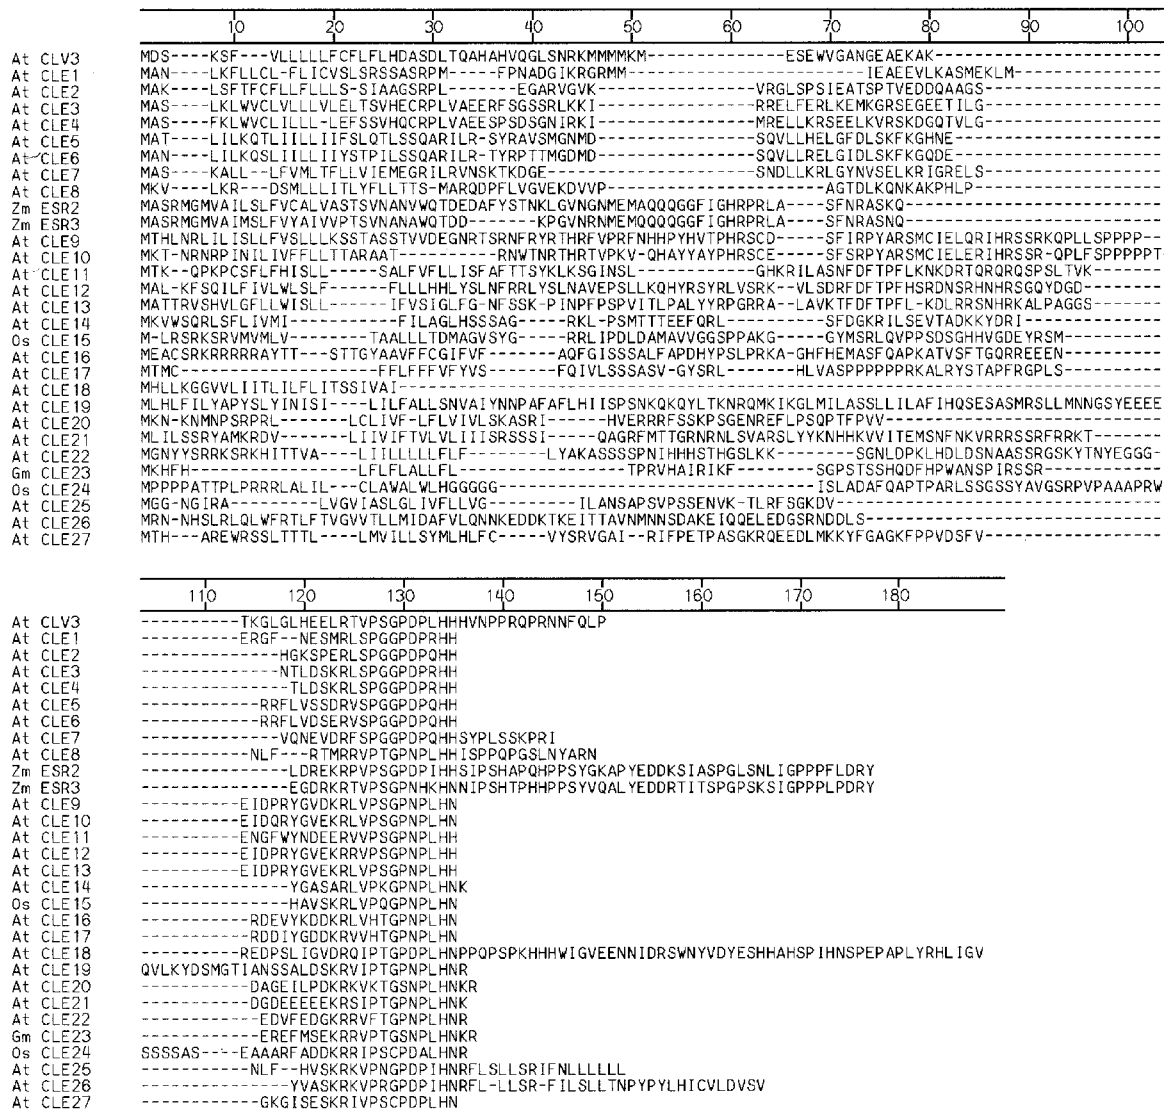 10 20 30 40 50 60 70 80 90 100
At CLV3 MDS----KSF---VLLLLLFCFLFLHDASDLTQAHAHVQGLSNRKMMMMKM--------------ESEWVGANGEAEKAK-----------------------
At CLE1 MAN----LKFLLCL-FLICVSLSRSSASRPM-----FPNADGIKRGRMM------------------------IEAEEVLKASMEKLM---------------
At CLE2 MAK----LSFTFCFLLFLLLS-SIAAGSRPL--------EGARVGVK--------------VRGLSPSIEATSPTVEDDQAAGS------------------
At CLE3 MAS----LKLWVCLVLLLVLELTSVHECRPLVAEERFSGSSRLKKI---------------RRELFERLKEMKGRSEGEETILG------------------
At CLE4 MAS----FKLWVCLILLL-LEFSSVHQCRPLVAEESPSDSGNIRKI---------------MRELLKRSEELKVRSKDGQTVLG------------------
At CLE5 MAT----LILKQTLIILLIIFSLQTLSSQARILR-SYRAVSMGNMD---------------SQVLLHELGFDLSKFKGHNE---------------------
At CLE6 MAN----LILKQSLIILLIIYSTPILSSQARILR-TYRPTTMGDMD---------------SQVLLRELGIDLSKFKGQDE---------------------
At CLE7 MAS----KALL--LFVMLTFLLVIEMEGRILRVNSKTKDGE--------------------SNDLLKRLGYNVSELKRIGRELS------------------
At CLE8 MKV----LKR---DSMLLLITLYFLLTTS-MARQDPFLVGVEKDVVP----------------------AGTDLKQNKAKPHLP------------------
Zm ESR2 MASRMGMVAILSLFVCALVASTSVNANVWQTDEDAFYSTNKLGVNGNMEMAQQQGGFIGHRPRLA----SFNRASKQ-------------------------
Zm ESR3 MASRMGMVAIMSLFVYAIVVPTSVNANAWQTDD---------KPGVNRNMEMQQQQGGFIGHRPRLA---SFNRASNQ------------------------
At CLE9 MTHLNRLILISLLFVSLLLKSSTASSTVVDEGNRTSRNFRYRTHRFVPRFNHHPYHVTPHRSCD-----SFIRPYARSMCIELQRIHRSSRKQPLLSPPPP--
At CLE10 MKT-NRNRPINILIVFFLLTTARAAT---------RNWTNRTHRTVPKV-QHAYYAYPHRSCE-----SFSRPYARSMCIELERIHRSSR-QPLFSPPPPPT
At CLE11 MTK--QPKPCSFLFHISLL------SALFVFLLISFAFTTSYKLKSGINSL------------GHKRILASNFDFTPFLKNKDRTQRQRQSPSLTVK------
At CLE12 MAL-KFSQILFIVLWLSLF------FLLLHHLYSLNFRRLYSLNAVEPSLLKQHYRSYRLVSRK---VLSDRFDFTPFHSRDNSRHNHRSGQYDGD------
At CLE13 MATTRVSHVLGFLLWISLL------IFVSIGLFG-NFSSK-PINPFPSPVITLPALYYRPGRRA---LAVKTFDFTPFL-KDLRRSNHRKALPAGGS-----
At CLE14 MKVWSQRLSFLIVMI-----------FILAGLHSSSAG-----RKL-PSMTTTEEFQRL----------SFDGKRILSEVTADKKYDRI-------------
Os CLE15 M-LRSRKSRVMVMLV-------TAALLLTDMAGVSYG------RRLIPDLDAMAVVGGSPPAKG-----GYMSRLQVPPSDSGHHVGDEYRSM---------
At CLE16 MEACSRKRRRRRAYTT---STTGYAAVFFCGIFVF-------AQFGISSSALFAPDHYPSLPRKA-GHFHEMASFQAPKATVSFTGQRREEEN---------
At CLE17 MTMC--------------------FFLFFFVFYVS-------FQIVLSSSASV-GYSRL---------HLVASPPPPPPRKALRYSTAPFRGPLS--------
At CLE18 MHLLKGGVVLIITLILFLITSSIVAI----------------------------------------------------------------------------
At CLE19 MLHLFILYAPYSLYINISI----LILFALLSNVAIYNNPAFAFLHIISPSNKQKQYLTKNRQMKIKGLMILASSLLILAFIHQSESASMRSLLMNNGSYEEEE
At CLE20 MKN-KNMNPSRPRL--------LCLIVF-LFLVIVLSKASRI------HVERRRFSSKPSGENREFLPSQPTFPVV---------------------------
At CLE21 MLILSSRYAMKRDV--------LIIVIFTVLVLIIISRSSSI------QAGRFMTTGRNRNLSVARSLYYKNHHKVVITEMSNFNKVRRRSSRFRRKT-----
At CLE22 MGNYYSRRKSRKHITTVA----LIILLLLLFLF-------LYAKASSSSPNIHHHSTHGSLKK------SGNLDPKLHDLDSNAASSRGSKYTNYEGGG---
Gm CLE23 MKHFH-----------------LFLFLALLFL--------------TPRVHAIRIKF--------SGPSTSSHQDFHPWANSPIRSSR--------------
Os CLE24 MPPPPATTPLPRRRLALIL---CLAWALWLHGGGGG-----------------------------ISLADAFQAPTPARLSSGSSYAVGSRPVPAAAPRW
At CLE25 MGG-NGIRA---------LVGVIASLGLIVFLLVG-------ILANSAPSVPSSENVK-TLRFSGKDV----------------------------------
At CLE26 MRN-NHSLRLQLWFRTLFTVGVVTLLMIDAFVLQNNKEDDKTKEITTAVNMNNSDAKEIQQELEDGSRNDDLS------------------------------
At CLE27 MTH---AREWRSSLTTTL----LMVILLSYMLHLFC-----VYSRVGAI--RIFPETPASGKRQEEDLMKKYFGAGKFPPVDSFV------------------
110 120 130 140 150 160 170 180
At CLV3 ----------TKGLGLHEELRTVPSGPDPLHHHVNPPRQPRNNFQLP
At CLE1 ----------ERGF--NESMRLSPGGPDPRHH
At CLE2 --------------HGKSPERLSPGGPDPQHH
At CLE3 --------------NTLDSKRLSPGGPDPRHH
At CLE4 ---------------TLDSKRLSPGGPDPRHH
At CLE5 ------------RRFLVSSDRVSPGGPDPQHH
At CLE6 ------------RRFLVDSERVSPGGPDPQHH
At CLE7 --------------VQNEVDRFSPGGPDPQHHSYPLSSKPRI
At CLE8 -----------NLF---RTMRRVPTGPNPLHHISPPQPGSLNYARN
Zm ESR2 ---------------LDREKRPVPSGPDPIHHSIPSHAPQHPPSYGKAPYEDDKSIASPGLSNLIGPPPFLDRY
Zm ESR3 ---------------EGDRKRTVPSGPNHKHNNIPSHTPHHPPSYVQALYEDDRTITSPGPSKSIGPPPLPDRY
At CLE9 ----------EIDPRYGVDKRLVPSGPNPLHN
At CLE10 ----------EIDQRYGVEKRLVPSGPNPLHN
At CLE11 ----------ENGFWYNDEERVVPSGPNPLHH
At CLE12 ----------EIDPRYGVEKRRVPSGPNPLHH
At CLE13 ----------EIDPRYGVEKRLVPSGPNPLHH
At CLE14 ---------------YGASARLVPKGPNPLHNK
Os CLE15 ---------------HAVSKRLVPQGPNPLHN
At CLE16 -----------RDEVYKDDKRLVHTGPNPLHN
At CLE17 -----------RDDIYGDDKRVVHTGPNPLHN
At CLE18 -----------REDPSLIGVDRQIPTGPDPLHNPPQPSPKHHHWIGVEENNIDRSWNYVDYESHHAHSPIHNSPEPAPLYRHLIGV
At CLE19 QVLKYDSMGTIANSSALDSKRVIPTGPNPLHNR
At CLE20 -----------DAGEILPDKRKVKTGSNPLHNKR
At CLE21 -----------DGDEEEEEKRSIPTGPNPLHNK
At CLE22 ------------EDVFEDGKRRVFTGPNPLHNR
Gm CLE23 ------------EREFMSEKRRVPTGSNPLHNKR
Os CLE24 SSSSAS----EAAARFADDKRRIPSCPDALHNR
At CLE25 -----------NLF--HVSKRKVPNGPDPIHNRFLSLLSRIFNLLLLLL
At CLE26 ---------------YVASKRKVPRGPDPIHNRFL-LLSR-FILSLLTNPYPYLHICVLDVSV
At CLE27 ------------GKGISESKRIVPSCPDPLHN